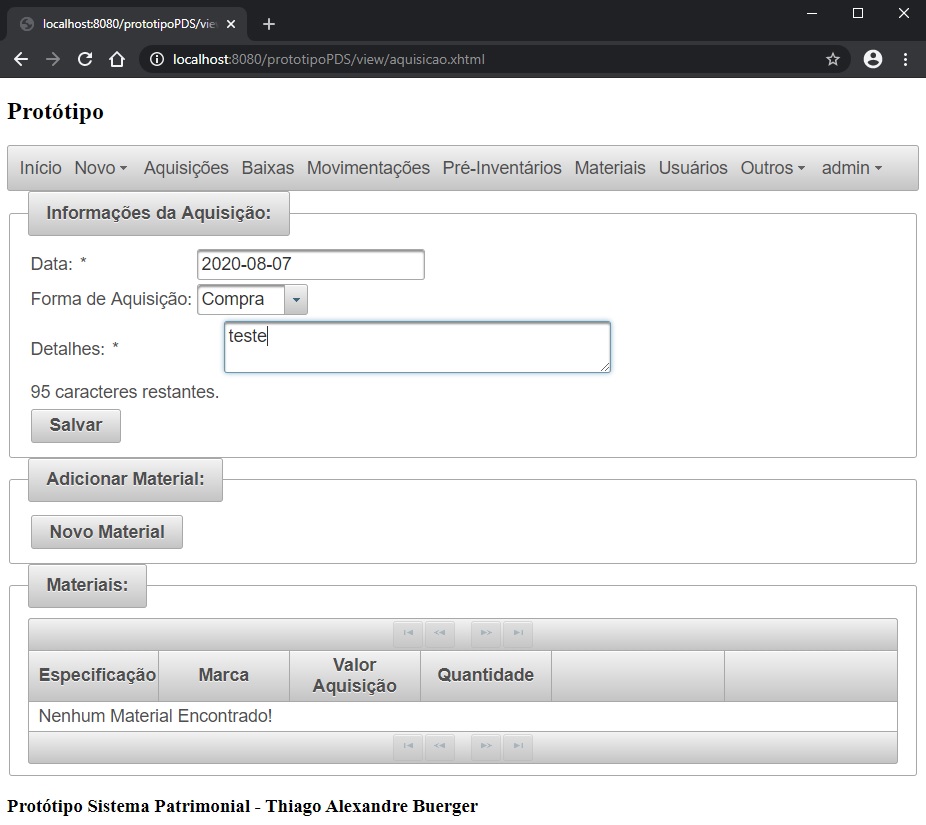 localhost:8080/prototipoPDS/vie
localhost:8080/prototipoPDS/view/aquisicao.xhtml
Protótipo
Início Novo Aquisições Baixas Movimentações Pré-Inventários Materiais Usuários Outros admin
Informações da Aquisição:
Data: * 2020-08-07
Forma de Aquisição: Compra
Detalhes: * teste
95 caracteres restantes.
Salvar
Adicionar Material:
Novo Material
Materiais:
Especificação Marca Valor Aquisição Quantidade
Nenhum Material Encontrado!
Protótipo Sistema Patrimonial - Thiago Alexandre Buerger